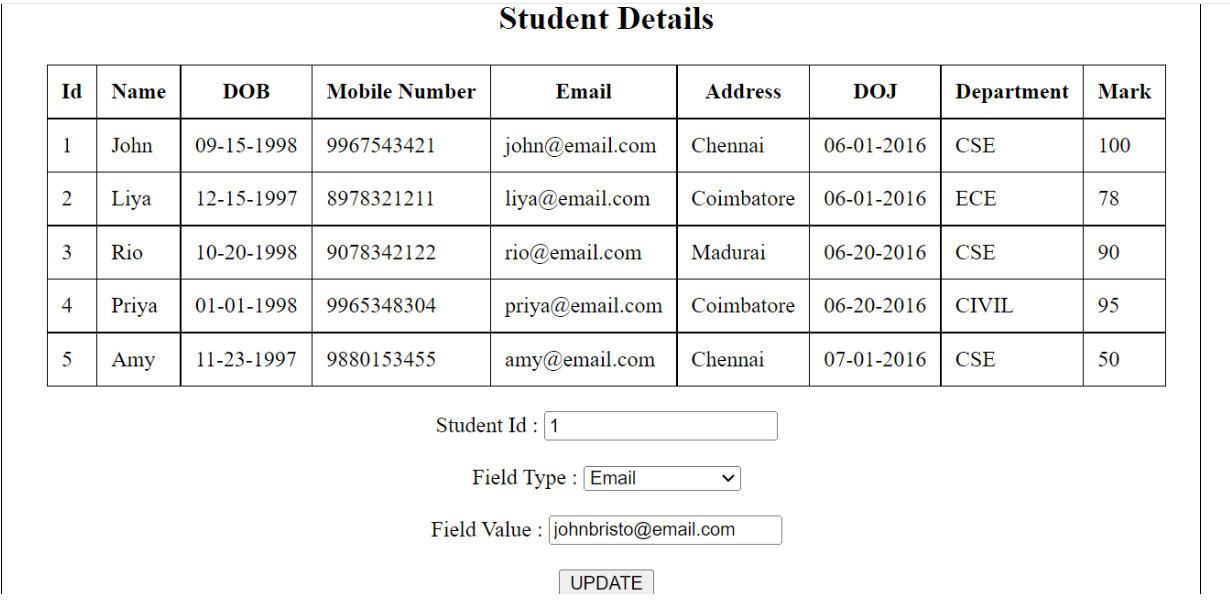 Student Details
Id Name DOB Mobile Number Email Address DOJ Department Mark
1 John 09-15-1998 9967543421 john@email.com Chennai 06-01-2016 CSE 100
2 Liya 12-15-1997 8978321211 liya@email.com Coimbatore 06-01-2016 ECE 78
3 Rio 10-20-1998 9078342122 rio@email.com Madurai 06-20-2016 CSE 90
4 Priya 01-01-1998 9965348304 priya@email.com Coimbatore 06-20-2016 CIVIL 95
5 Amy 11-23-1997 9880153455 amy@email.com Chennai 07-01-2016 CSE 50
Student Id : 1
Field Type : Email
Field Value : johnbristo@email.com
UPDATE